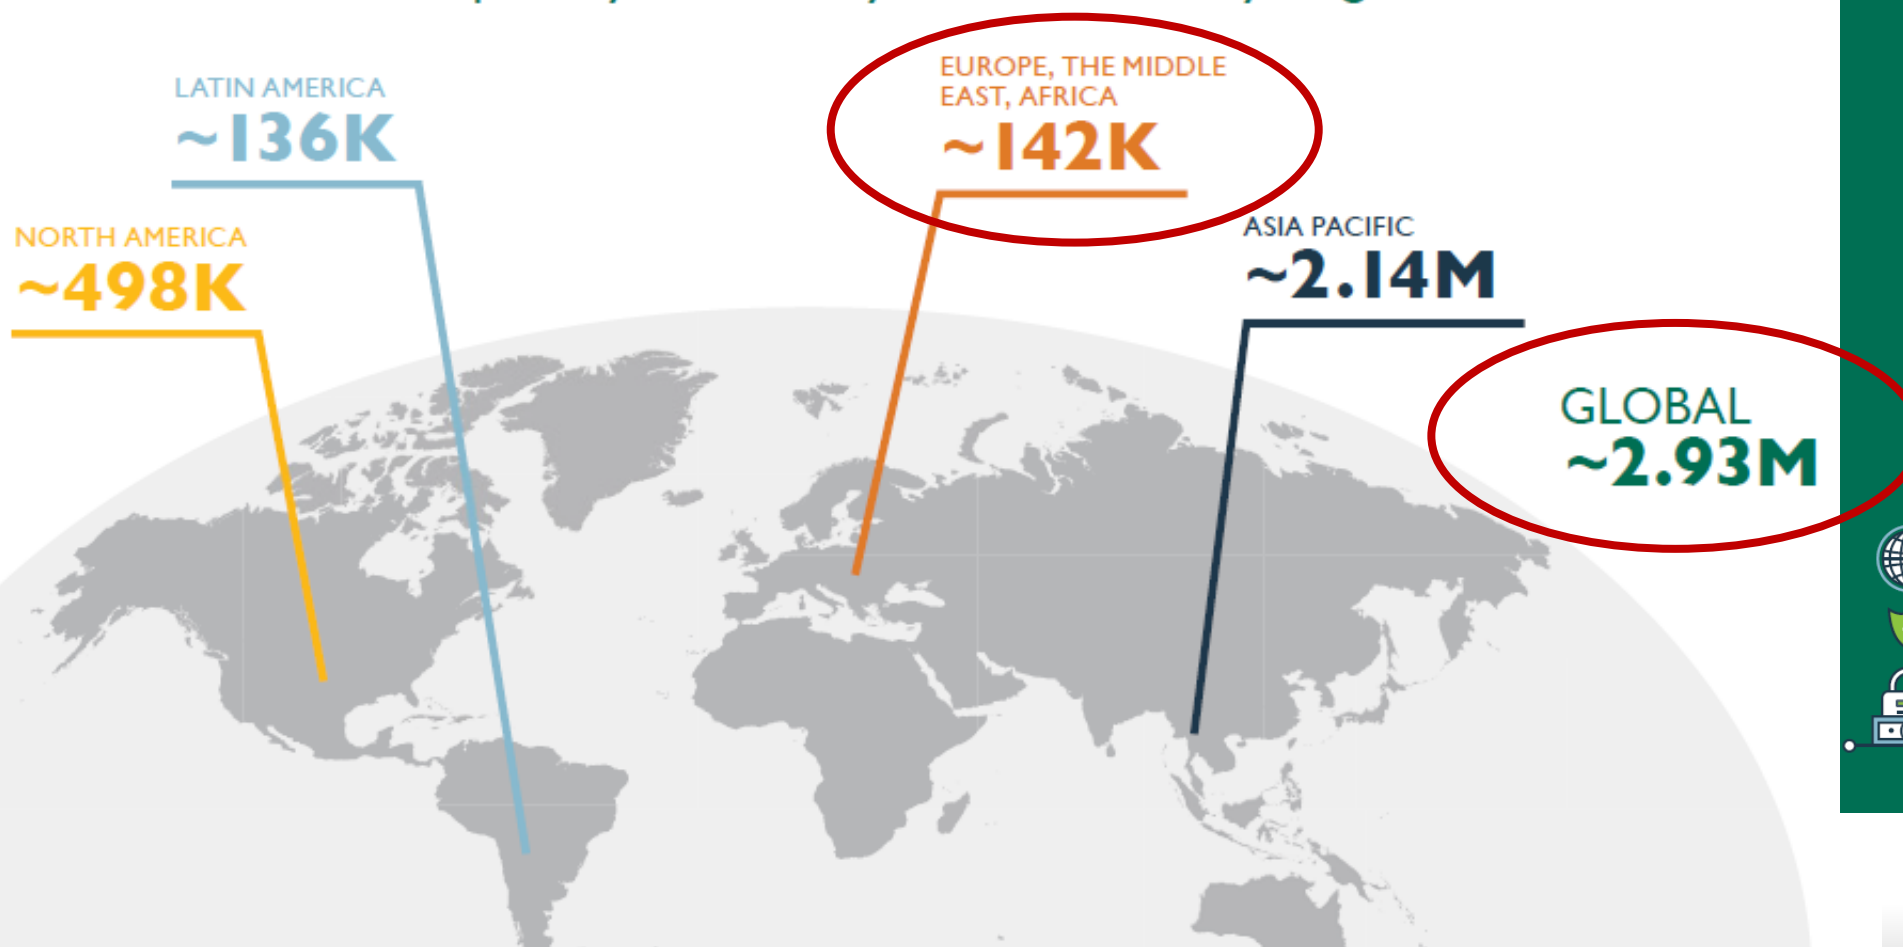 LATIN AMERICA
~136K
EUROPE, THE MIDDLE
EAST, AFRICA
~142K
NORTH AMERICA
~498K
ASIA PACIFIC
~2.14M
GLOBAL
~2.93M